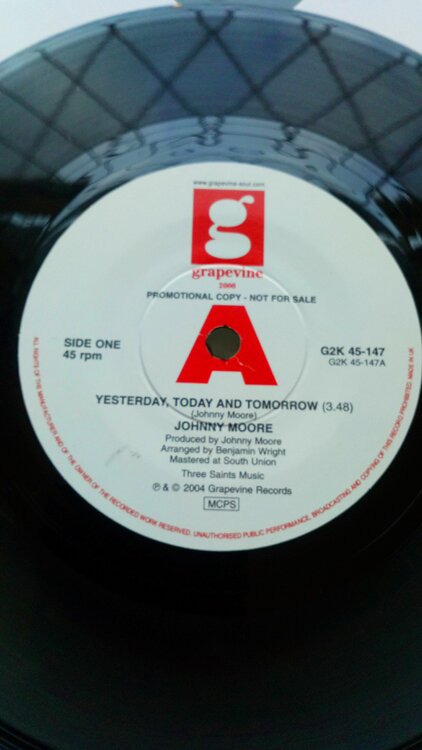 www.grapevine-soul.com
g
grapevine
2000
PROMOTIONAL COPY - NOT FOR SALE
A
SIDE ONE
45 rpm
G2K 45-147
G2K 45-147A
YESTERDAY, TODAY AND TOMORROW (3.48)
(Johnny Moore)
JOHNNY MOORE
Produced by Johnny Moore
Arranged by Benjamin Wright
Mastered at South Union
Three Saints Music
℗ & © 2004 Grapevine Records
MCPS
ALL RIGHTS OF THE MANUFACTURER AND OF THE OWNER OF THE RECORDED WORK RESERVED. UNAUTHORISED PUBLIC PERFORMANCE, BROADCASTING AND COPYING OF THIS RECORD PROHIBITED. MADE IN UK